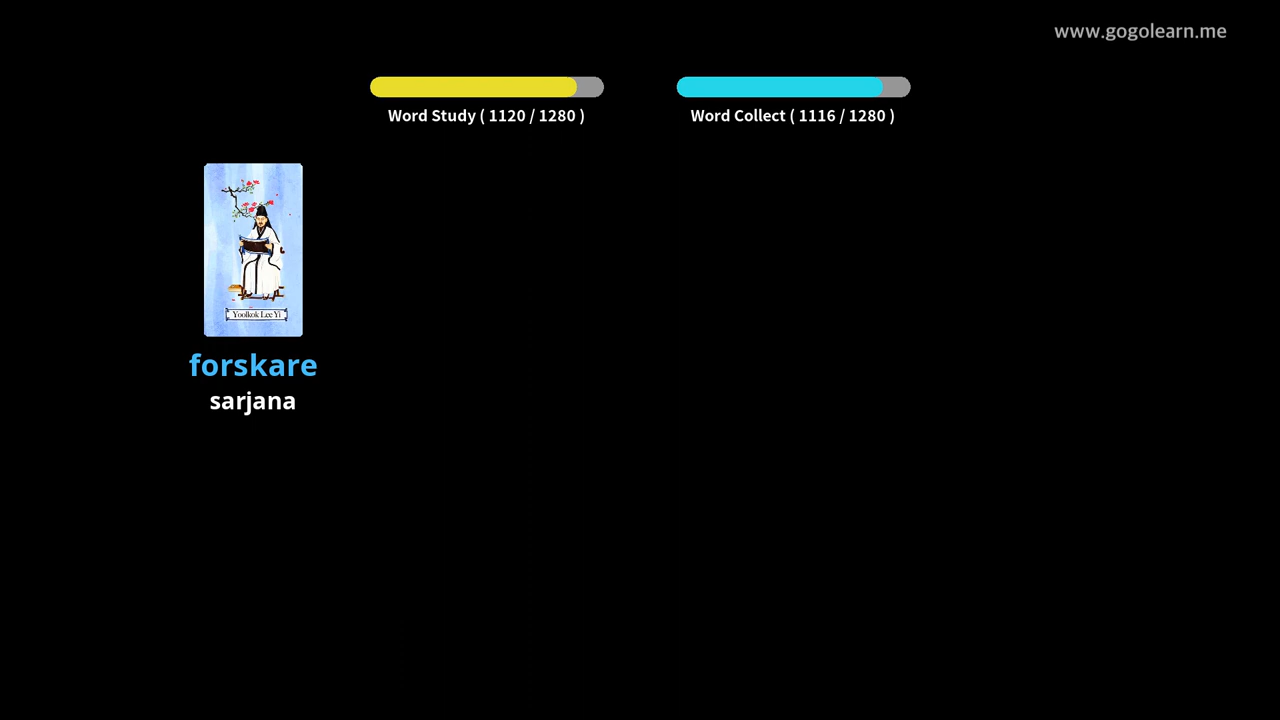 www.gogolearn.me
Word Study ( 1120 / 1280 )
Word Collect ( 1116 / 1280 )
Yoolkok Lee Yi
forskare
sarjana